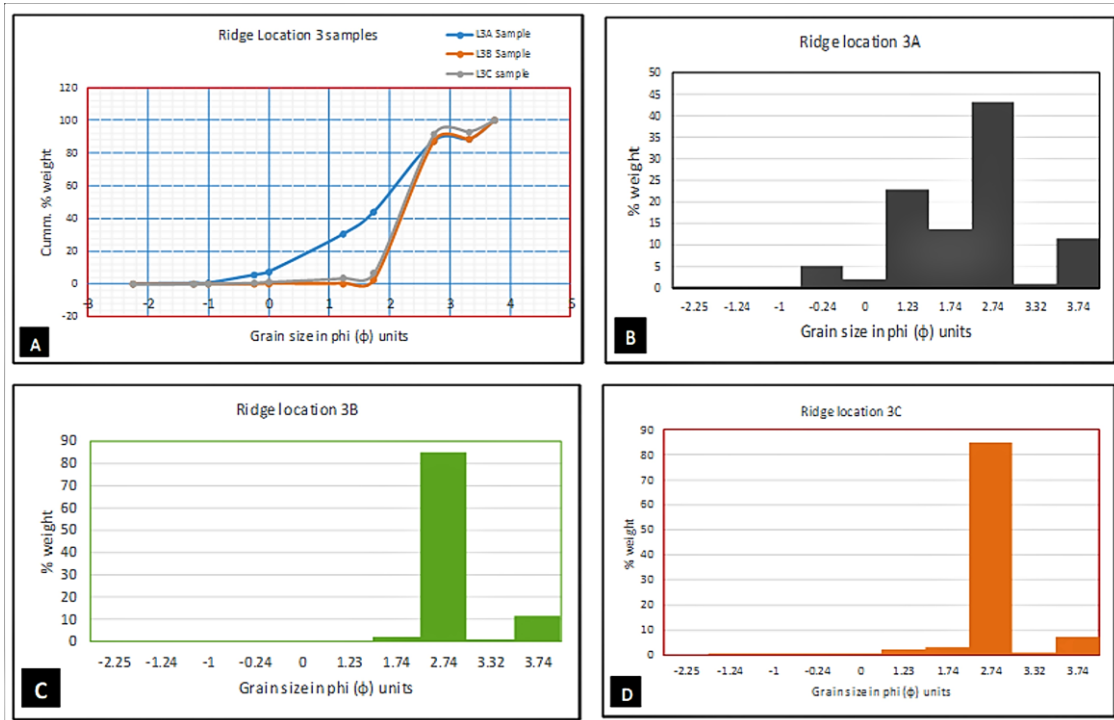 Ridge Location 3 samples
L3A Sample
L3B Sample
L3C sample
120
100
80
60
40
20
0
-20
-3 -2 -1 0 1 2 3 4 5
Cumm. % weight
Grain size in phi (ϕ) units
A
Ridge location 3A
50
45
40
35
30
25
20
15
10
5
0
% weight
-2.25 -1.24 -1 -0.24 0 1.23 1.74 2.74 3.32 3.74
Grain size in phi (ϕ) units
B
Ridge location 3B
90
80
70
60
50
40
30
20
10
0
% weight
-2.25 -1.24 -1 -0.24 0 1.23 1.74 2.74 3.32 3.74
Grain size in phi (ϕ) units
C
Ridge location 3C
90
80
70
60
50
40
30
20
10
0
% weight
-2.25 -1.24 -1 -0.24 0 1.23 1.74 2.74 3.32 3.74
Grain size in phi (ϕ) units
D